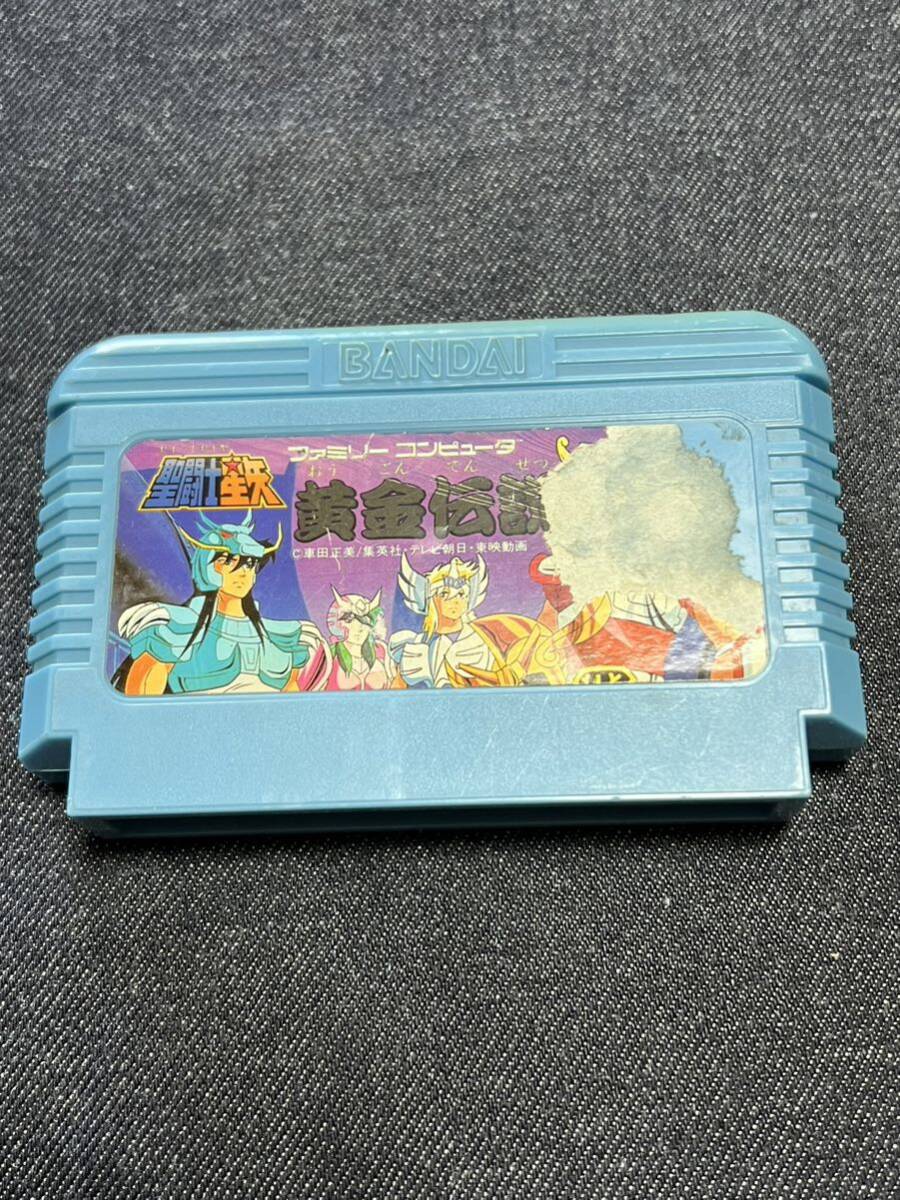 BANDAI
聖闘士星矢
ファミリーコンピュータ
おう ごん でん せつ
黄金伝説
C車田正美/集英社・テレビ朝日・東映動画